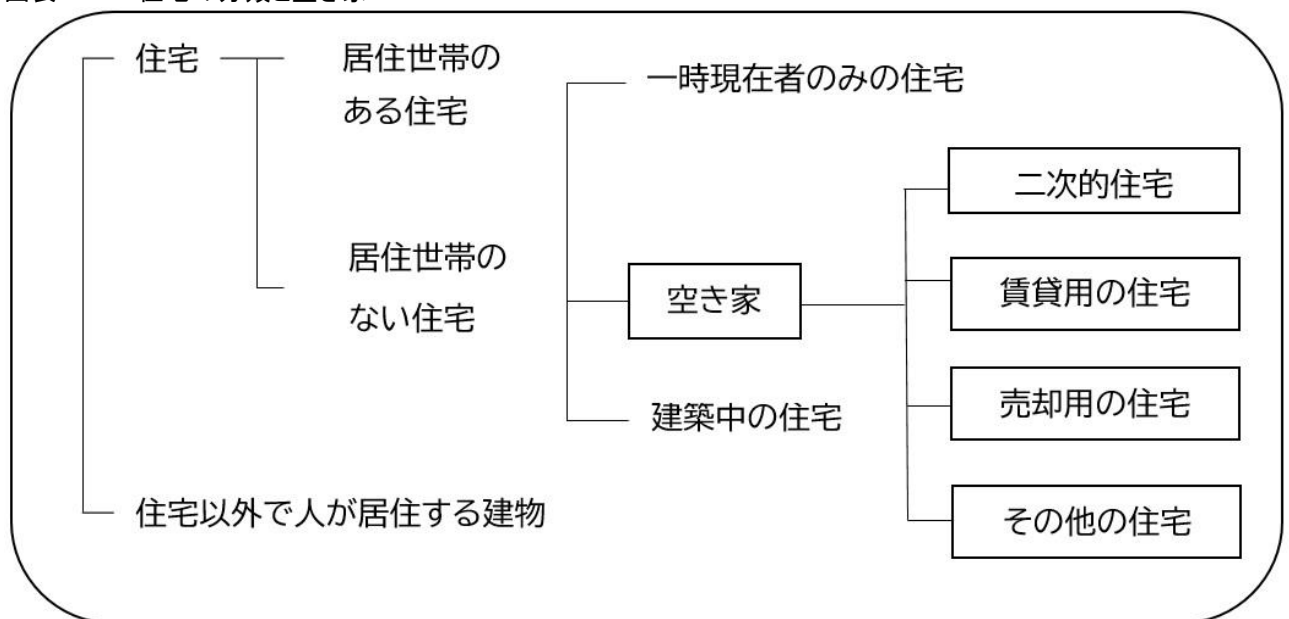 住宅
居住世帯の
ある住宅
一時現在者のみの住宅
二次的住宅
居住世帯の
ない住宅
空き家
賃貸用の住宅
建築中の住宅
売却用の住宅
住宅以外で人が居住する建物
その他の住宅